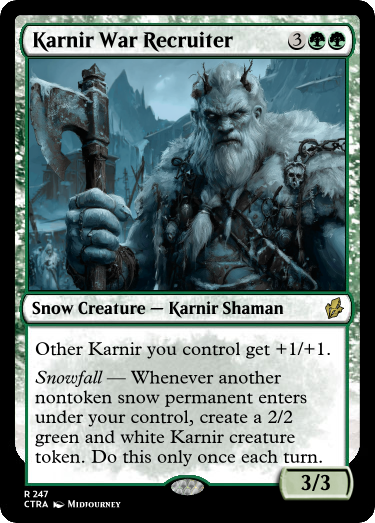 Karnir War Recruiter 3
Snow Creature — Karnir Shaman
Other Karnir you control get +1/+1.
Snowfall — Whenever another
nontoken snow permanent enters
under your control, create a 2/2
green and white Karnir creature
token. Do this only once each turn.
3/3
R 247
CTRA Midjourney